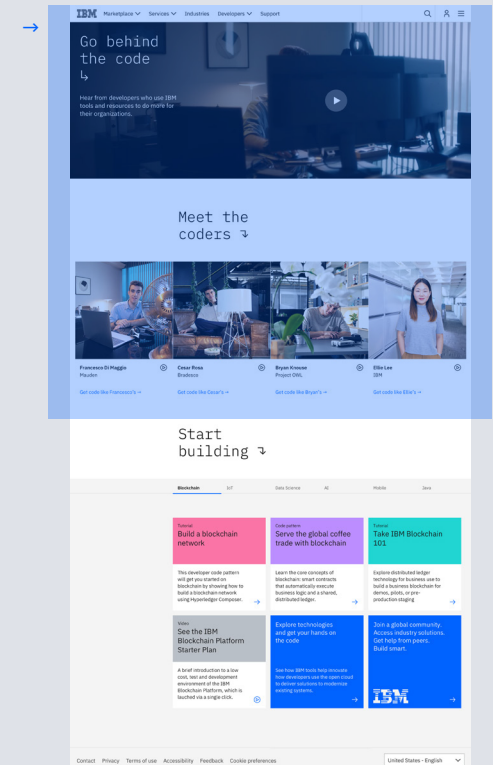 IBM Marketplace Services Industries Developers Support
Go behind
the code
↳
Hear from developers who use IBM
tools and resources to do more for
their organizations.
Meet the
coders ↴
Francesco Di Maggio
Mauden
Get code like Francesco's →
Cesar Rosa
Bradesco
Get code like Cesar's →
Bryan Knouse
Project OWL
Get code like Bryan's →
Ellie Lee
IBM
Get code like Ellie's →
Start
building ↴
Blockchain IoT Data Science AI Mobile Java
Tutorial
Build a blockchain
network
This developer code pattern
will get you started on
blockchain by showing how to
build a blockchain network
using Hyperledger Composer.
→
Code pattern
Serve the global coffee
trade with blockchain
Learn the core concepts of
blockchain: smart contracts
that automatically execute
business logic and a shared,
distributed ledger.
→
Tutorial
Take IBM Blockchain
101
Explore distributed ledger
technology for business use to
build a business blockchain for
demos, pilots, or pre-
production staging
→
Video
See the IBM
Blockchain Platform
Starter Plan
A brief introduction to a low
cost, test and development
environment of the IBM
Blockchain Platform, which is
lauched via a single click.
Explore technologies
and get your hands on
the code
See how IBM tools help innovate
how developers use the open cloud
to deliver solutions to modernize
existing systems.
→
Join a global community.
Access industry solutions.
Get help from peers.
Build smart.
IBM
→
Contact Privacy Terms of use Accessibility Feedback Cookie preferences
United States - English